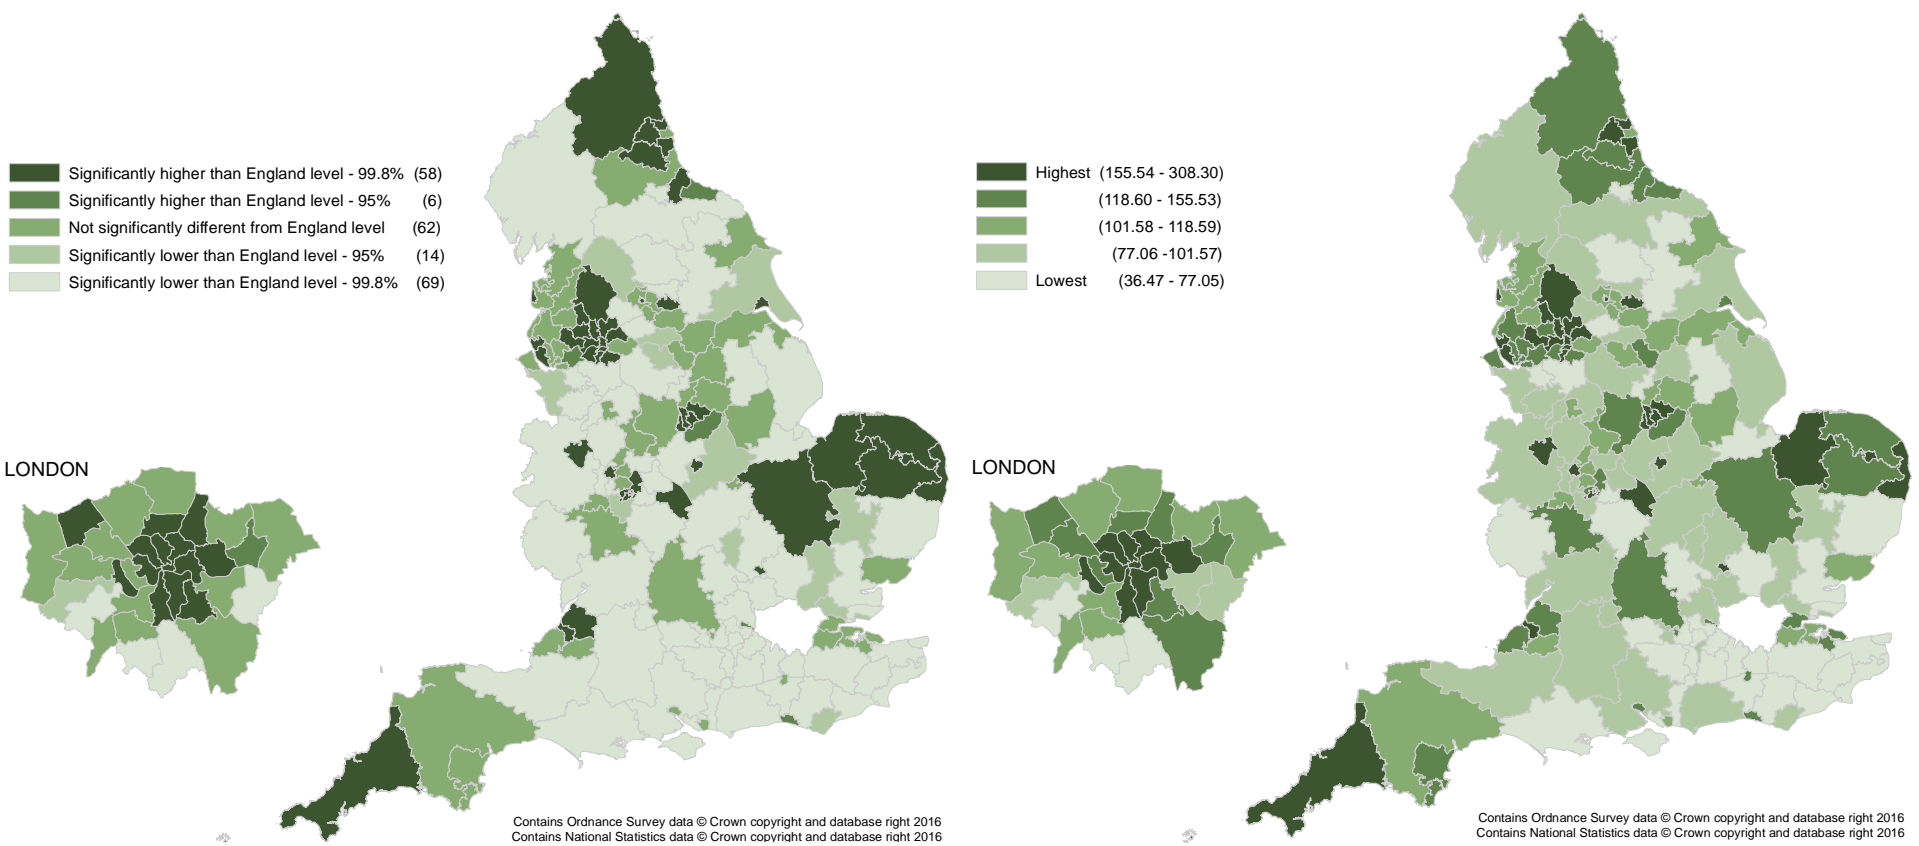 Significantly higher than England level - 99.8% (58)
Significantly higher than England level - 95% (6)
Not significantly different from England level (62)
Significantly lower than England level - 95% (14)
Significantly lower than England level - 99.8% (69)
LONDON
Contains Ordnance Survey data © Crown copyright and database right 2016
Contains National Statistics data © Crown copyright and database right 2016
Highest (155.54 - 308.30)
(118.60 - 155.53)
(101.58 - 118.59)
(77.06 -101.57)
Lowest (36.47 - 77.05)
LONDON
Contains Ordnance Survey data © Crown copyright and database right 2016
Contains National Statistics data © Crown copyright and database right 2016